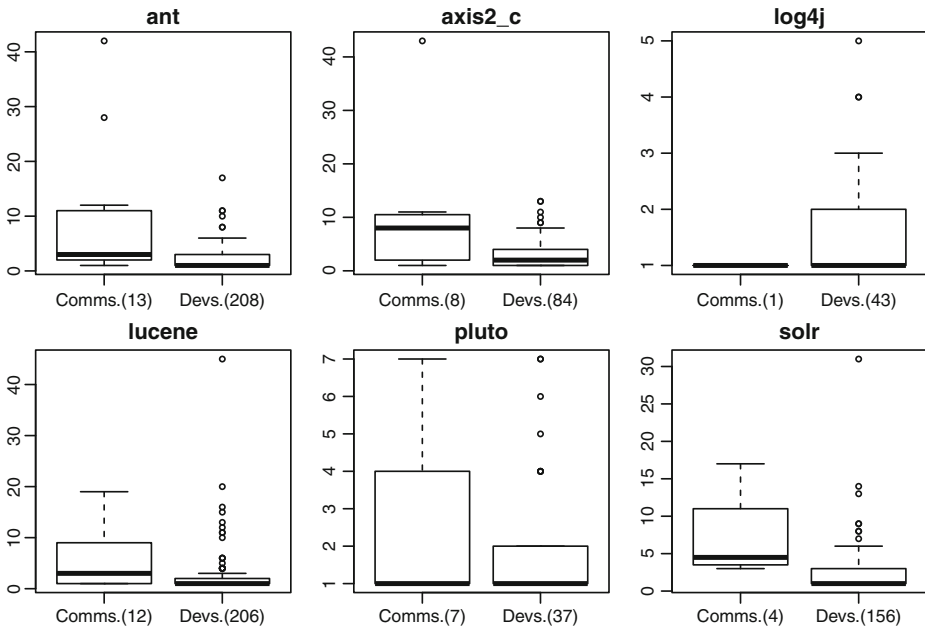 ant
40
30
20
10
0
Comms.(13) Devs.(208)
axis2_c
40
30
20
10
0
Comms.(8) Devs.(84)
log4j
5
4
3
2
1
Comms.(1) Devs.(43)
lucene
40
30
20
10
0
Comms.(12) Devs.(206)
pluto
7
6
5
4
3
2
1
Comms.(7) Devs.(37)
solr
30
25
20
15
10
5
0
Comms.(4) Devs.(156)